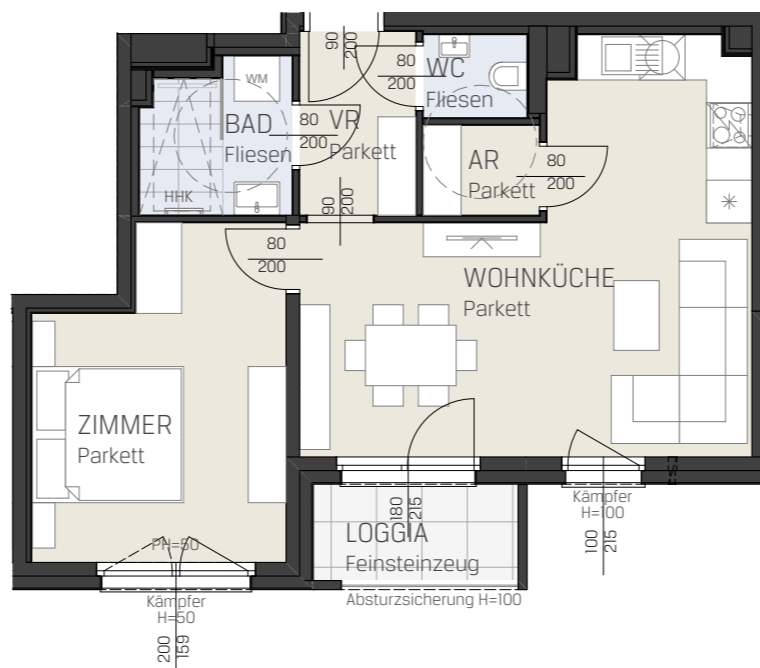 90
200
80
200
WC
Fliesen
WM
BAD
Fliesen
80
200
VR
Parkett
HHK
AR
Parkett
80
200
90
200
80
200
WOHNKÜCHE
Parkett
ZIMMER
Parkett
180
215
LOGGIA
Feinsteinzeug
Kämpfer
H=100
100
215
PH=50
Kämpfer
H=50
Absturzsicherung H=100
200
159